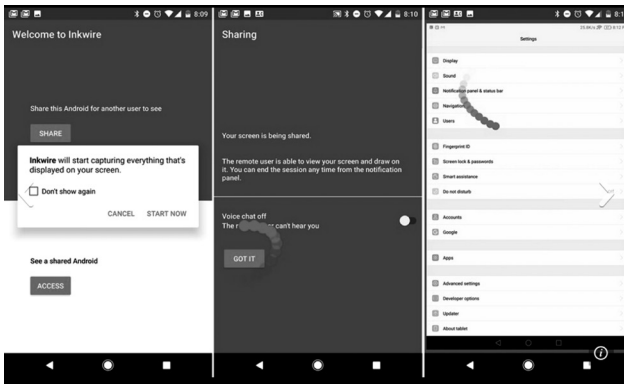 8:09
Welcome to Inkwire
Share this Android for another user to see
SHARE
Inkwire will start capturing everything that's
displayed on your screen.
Don't show again
CANCEL START NOW
See a shared Android
ACCESS
8:10
Sharing
Your screen is being shared.
The remote user is able to view your screen and draw on
it. You can end the session any time from the notification
panel.
Voice chat off
The can't hear you
GOT IT
Settings
Display
Sound
Notification panel & status bar
Navigation
Users
Fingerprint ID
Screen lock & passwords
Smart assistance
Do not disturb
Accounts
Google
Apps
Advanced settings
Developer options
Updater
About tablet